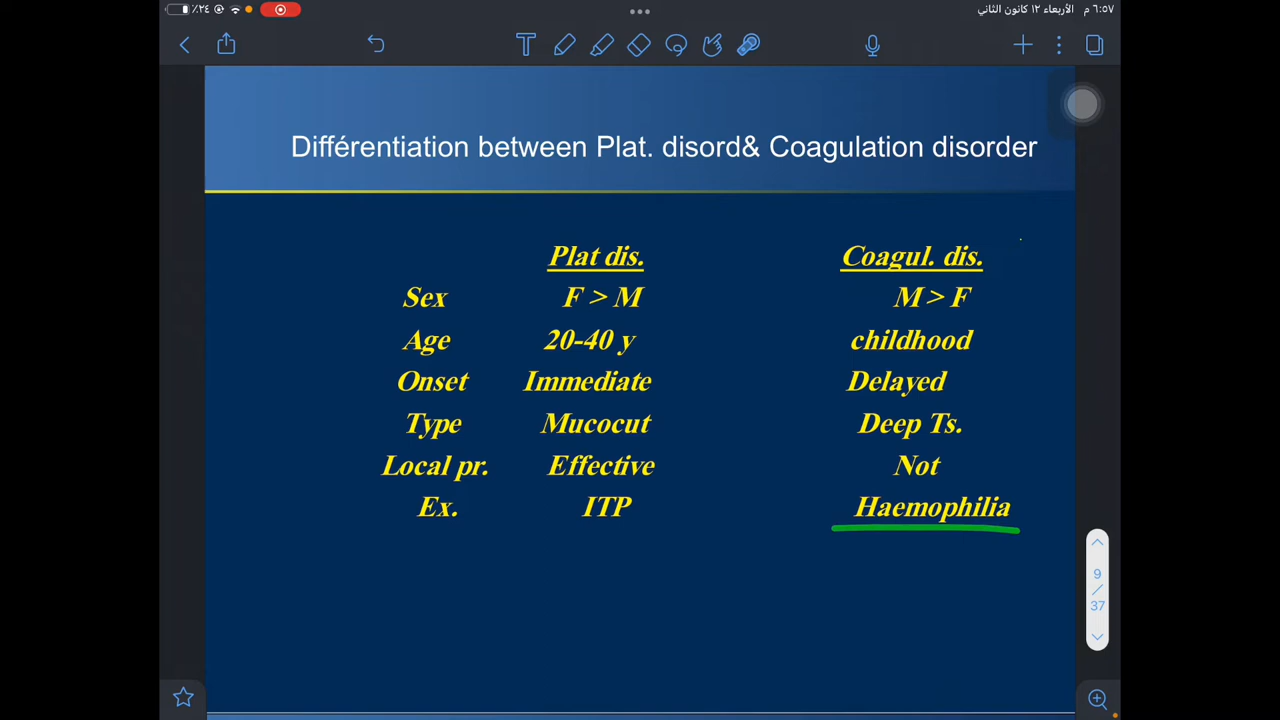 ٪٢٤ ٦:٥٧ م الأربعاء ١٢ كانون الثاني
T
Différentiation between Plat. disord& Coagulation disorder
Plat dis. Coagul. dis.
Sex F > M M > F
Age 20-40 y childhood
Onset Immediate Delayed
Type Mucocut Deep Ts.
Local pr. Effective Not
Ex. ITP Haemophilia
9
/
37